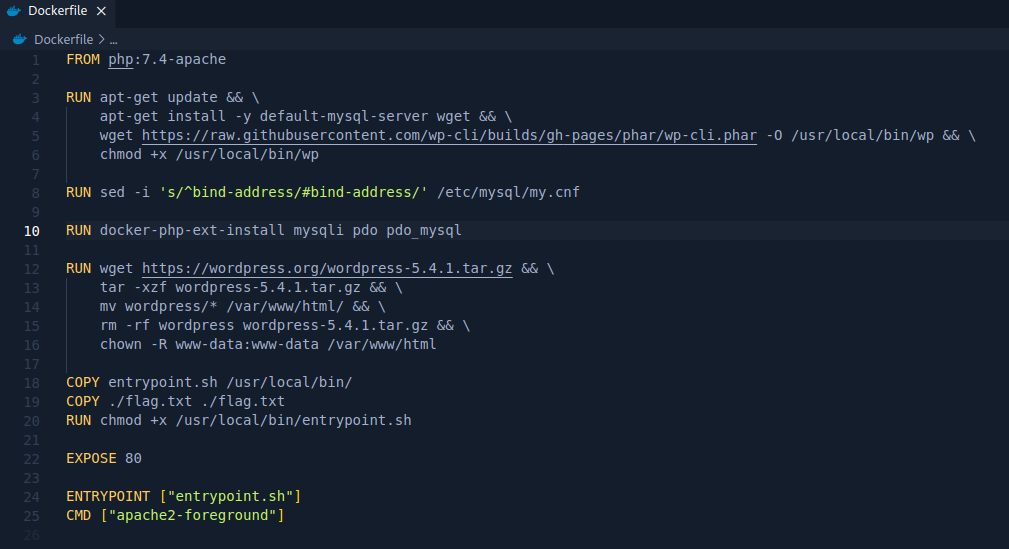 Dockerfile ×
Dockerfile > ...
1 FROM php:7.4-apache
2
3 RUN apt-get update && \
4     apt-get install -y default-mysql-server wget && \
5     wget https://raw.githubusercontent.com/wp-cli/builds/gh-pages/phar/wp-cli.phar -O /usr/local/bin/wp && \
6     chmod +x /usr/local/bin/wp
7
8 RUN sed -i 's/^bind-address/#bind-address/' /etc/mysql/my.cnf
9
10 RUN docker-php-ext-install mysqli pdo pdo_mysql
11
12 RUN wget https://wordpress.org/wordpress-5.4.1.tar.gz && \
13     tar -xzf wordpress-5.4.1.tar.gz && \
14     mv wordpress/* /var/www/html/ && \
15     rm -rf wordpress wordpress-5.4.1.tar.gz && \
16     chown -R www-data:www-data /var/www/html
17
18 COPY entrypoint.sh /usr/local/bin/
19 COPY ./flag.txt ./flag.txt
20 RUN chmod +x /usr/local/bin/entrypoint.sh
21
22 EXPOSE 80
23
24 ENTRYPOINT ["entrypoint.sh"]
25 CMD ["apache2-foreground"]
26